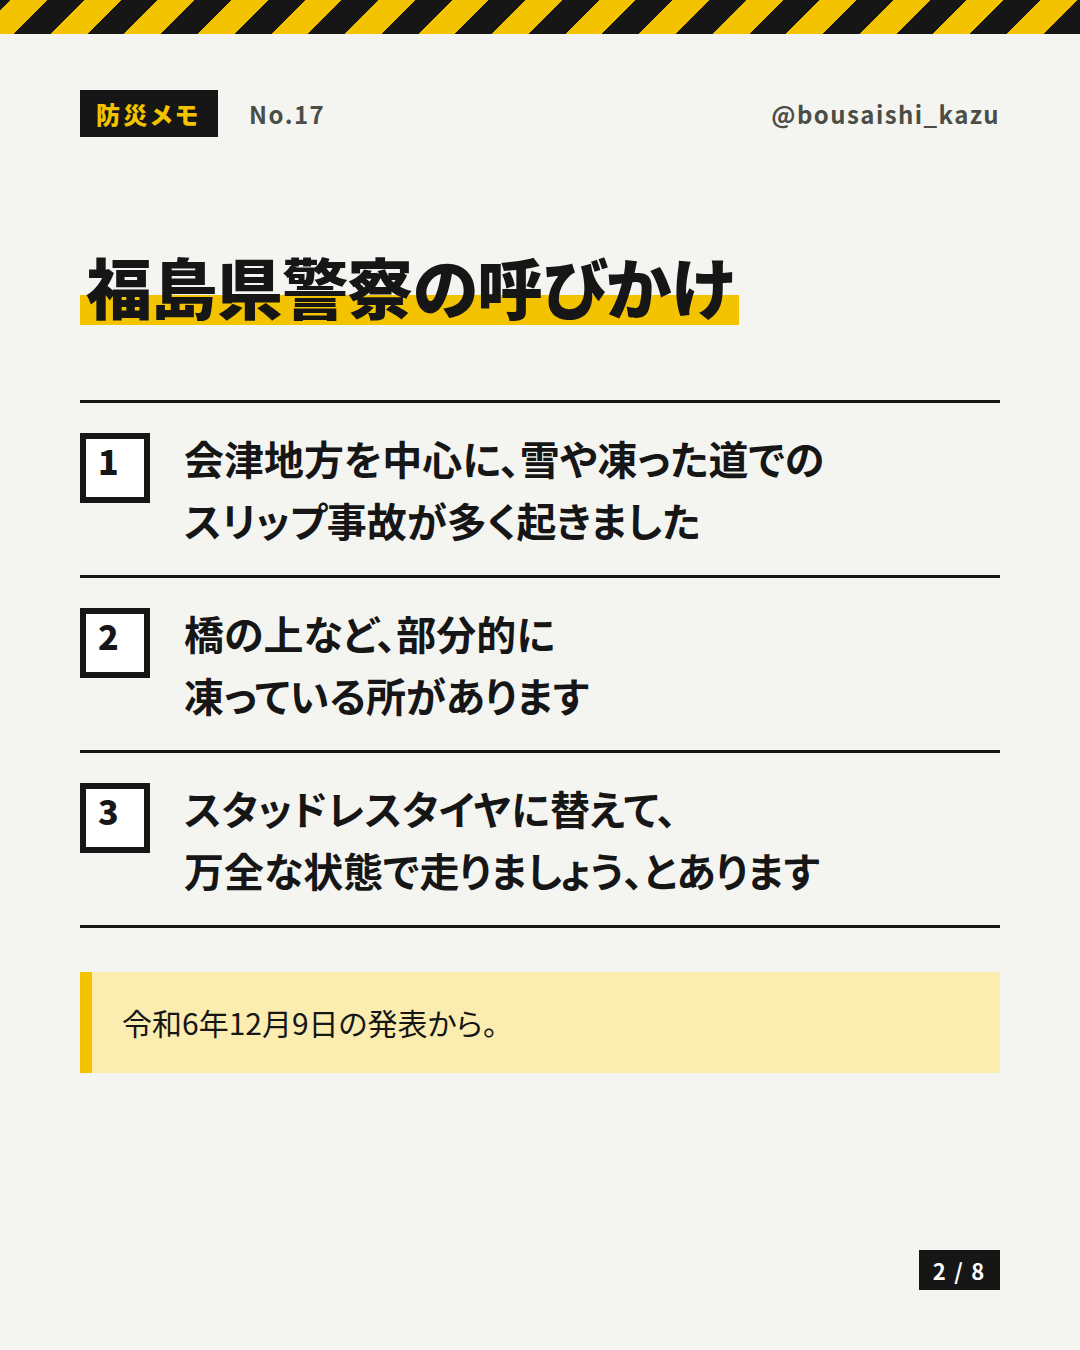 防災メモ No.17 @bousaishi_kazu
福島県警察の呼びかけ
1 会津地方を中心に、雪や凍った道での
スリップ事故が多く起きました
2 橋の上など、部分的に
凍っている所があります
3 スタッドレスタイヤに替えて、
万全な状態で走りましょう、とあります
令和6年12月9日の発表から。
2 / 8